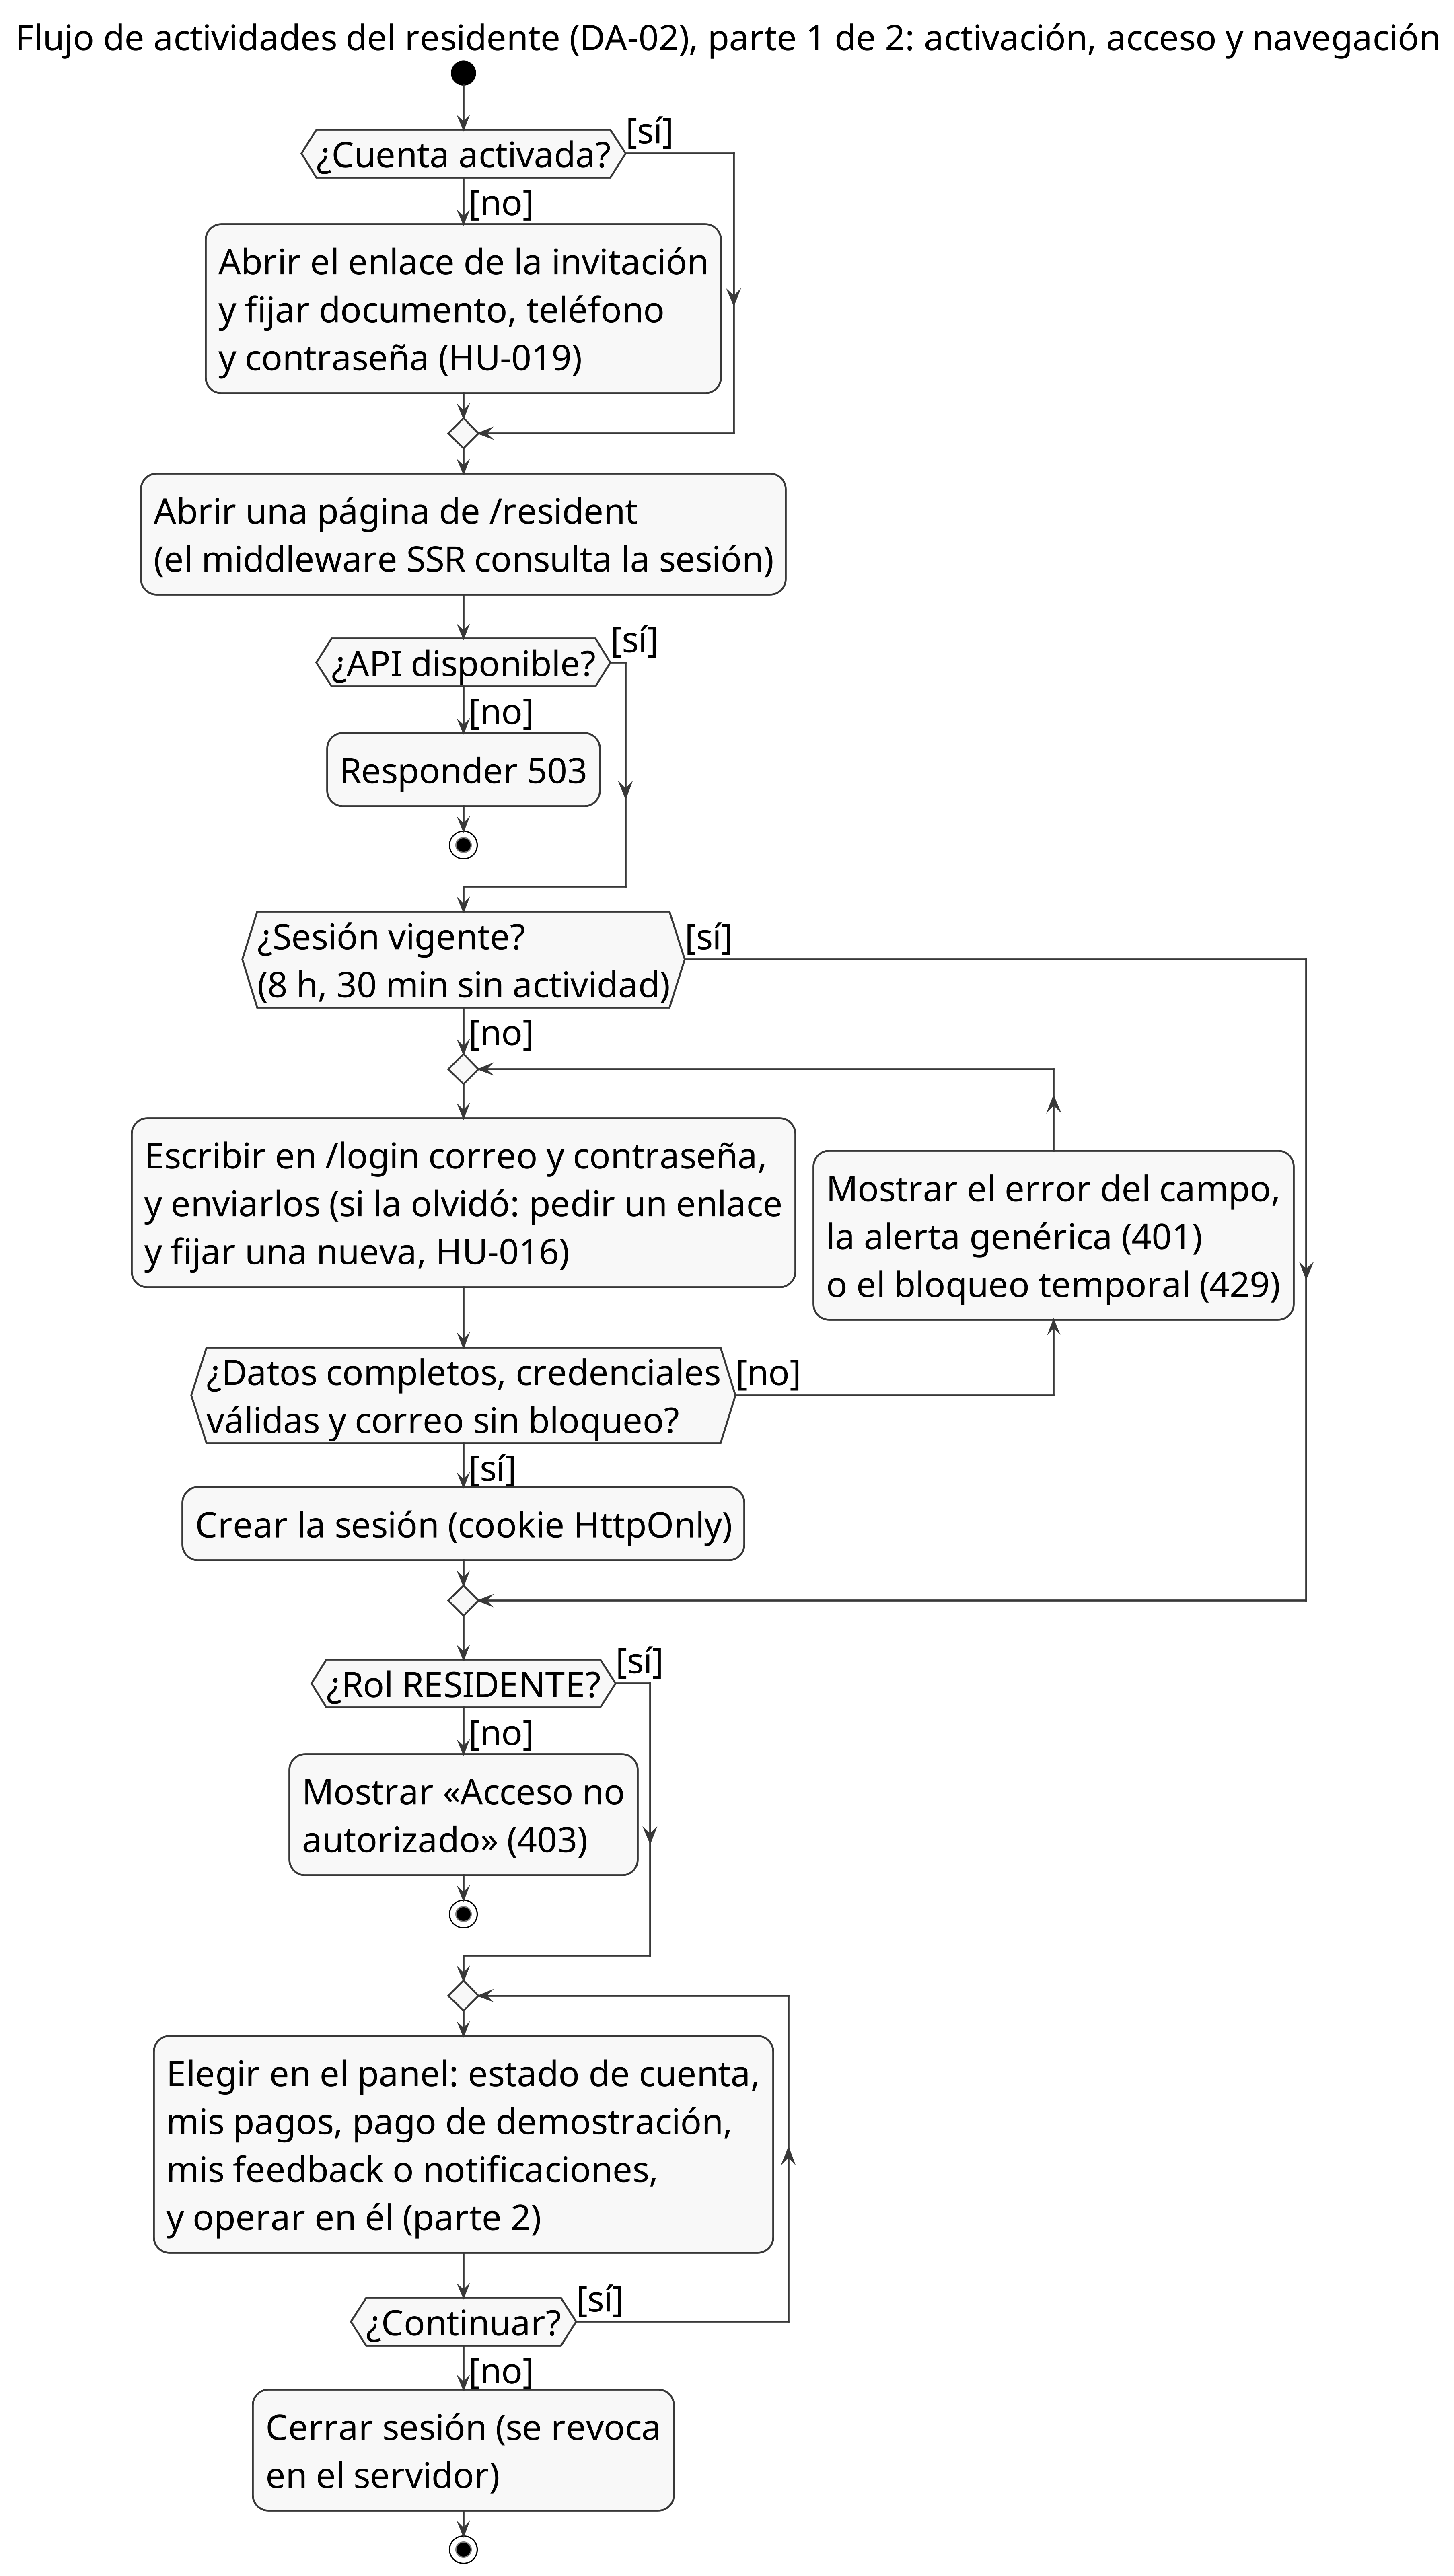 Flujo de actividades del residente (DA-02), parte 1 de 2: activación, acceso y navegación
¿Cuenta activada?
[sí]
[no]
Abrir el enlace de la invitación
y fijar documento, teléfono
y contraseña (HU-019)
Abrir una página de /resident
(el middleware SSR consulta la sesión)
¿API disponible?
[sí]
[no]
Responder 503
¿Sesión vigente?
(8 h, 30 min sin actividad)
[sí]
[no]
Escribir en /login correo y contraseña,
y enviarlos (si la olvidó: pedir un enlace
y fijar una nueva, HU-016)
Mostrar el error del campo,
la alerta genérica (401)
o el bloqueo temporal (429)
¿Datos completos, credenciales
válidas y correo sin bloqueo?
[no]
[sí]
Crear la sesión (cookie HttpOnly)
¿Rol RESIDENTE?
[sí]
[no]
Mostrar «Acceso no
autorizado» (403)
Elegir en el panel: estado de cuenta,
mis pagos, pago de demostración,
mis feedback o notificaciones,
y operar en él (parte 2)
¿Continuar?
[sí]
[no]
Cerrar sesión (se revoca
en el servidor)